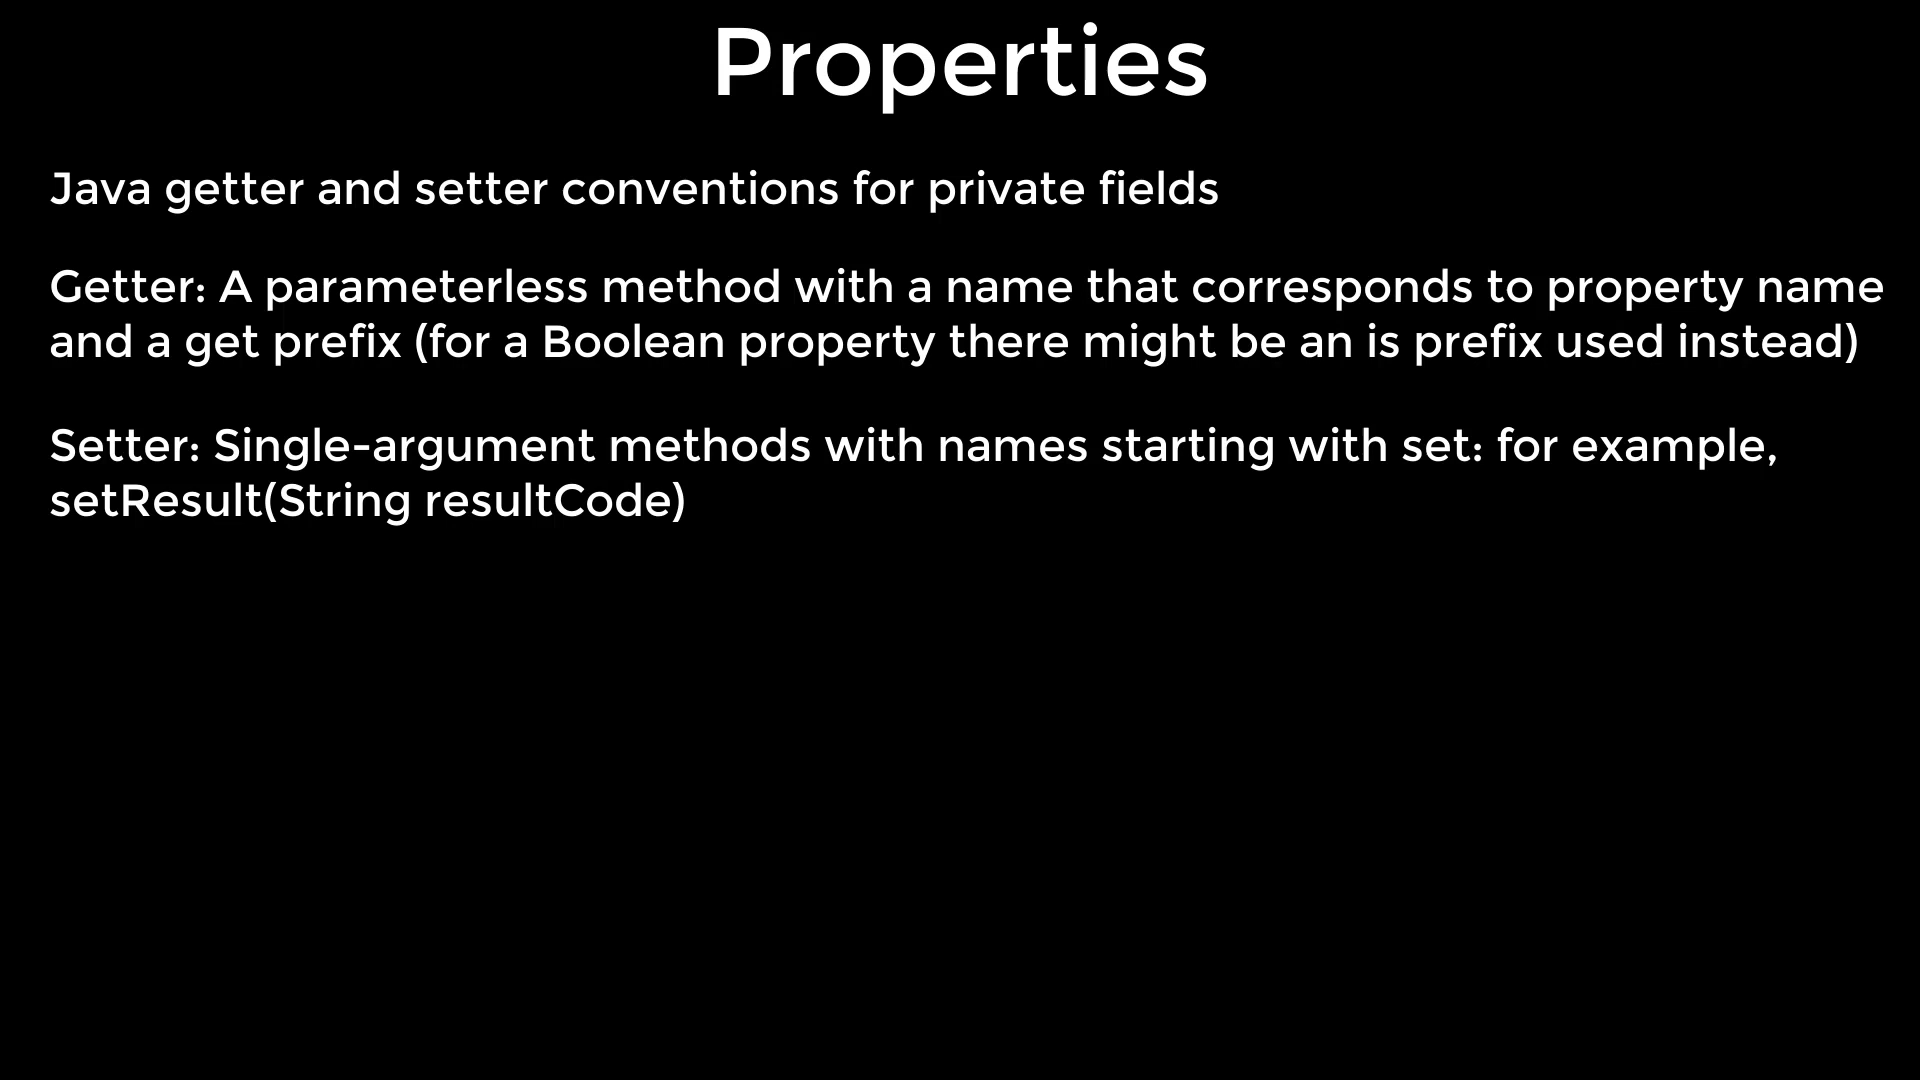 Properties
Java getter and setter conventions for private fields
Getter: A parameterless method with a name that corresponds to property name
and a get prefix (for a Boolean property there might be an is prefix used instead)
Setter: Single-argument methods with names starting with set: for example,
setResult(String resultCode)